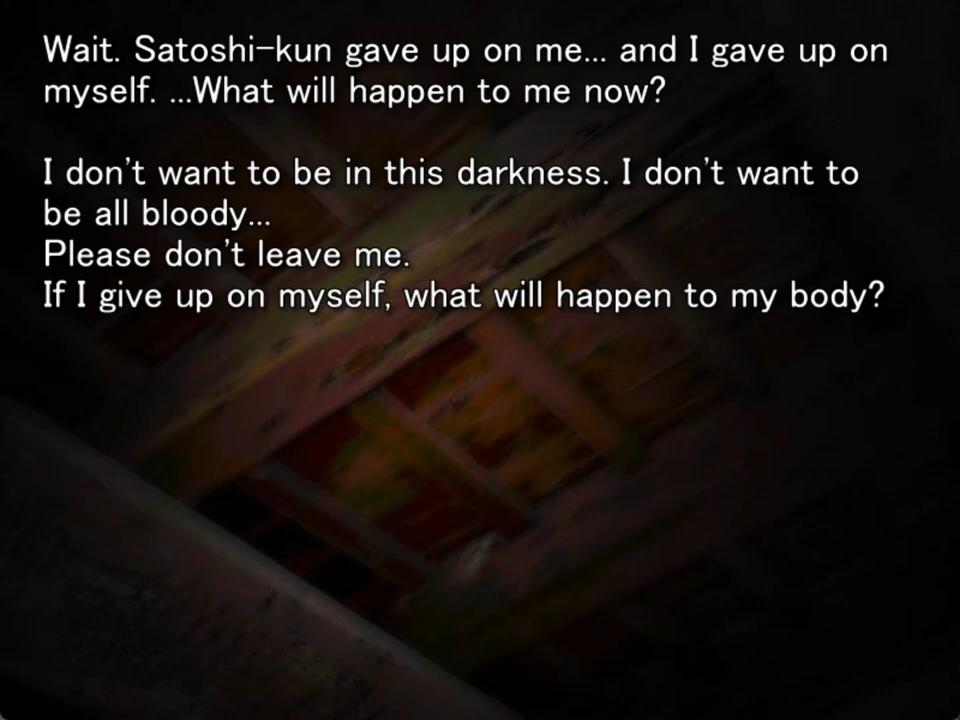 Wait. Satoshi-kun gave up on me... and I gave up on
myself. ...What will happen to me now?
I don't want to be in this darkness. I don't want to
be all bloody...
Please don't leave me.
If I give up on myself, what will happen to my body?